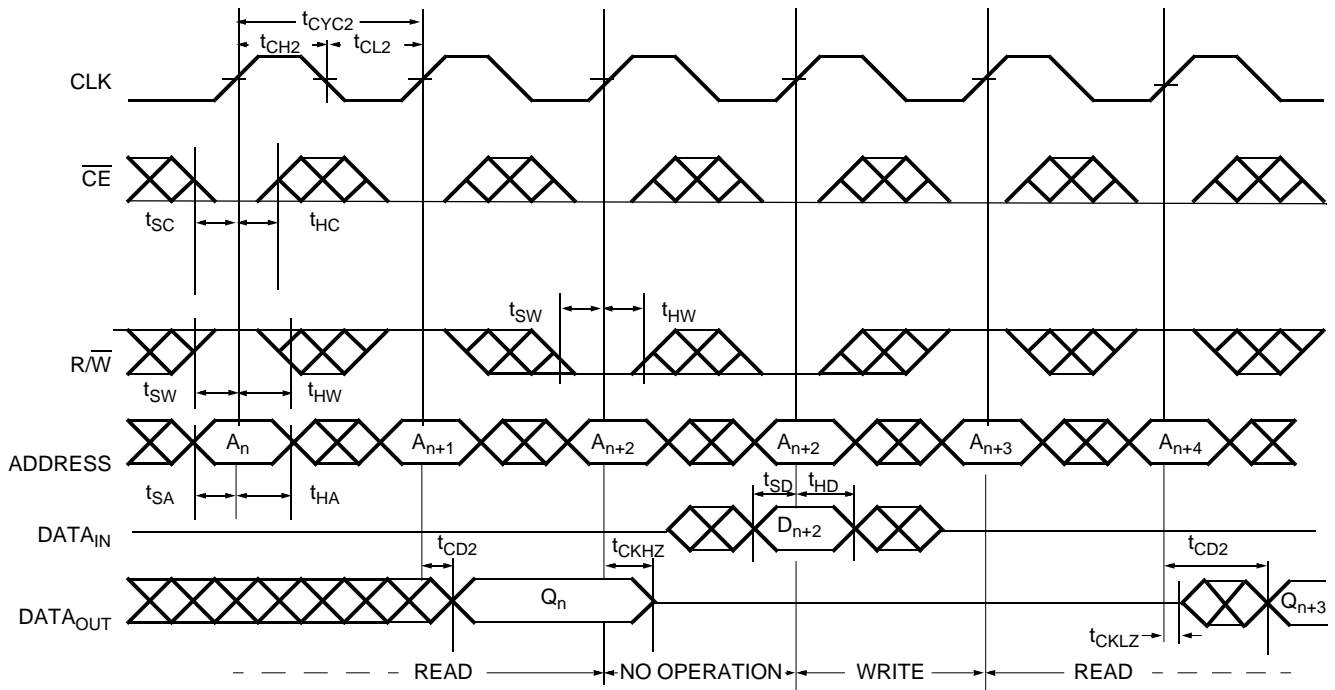 tCYC2
tCH2 tCL2
CLK
CE
tSC tHC
tSW tHW
R/W
tSW tHW
An An+1 An+2 An+2 An+3 An+4
ADDRESS
tSA tHA tSD tHD
DATAIN Dn+2
tCD2 tCKHZ tCD2
Qn Qn+3
DATAOUT
tCKLZ
READ NO OPERATION WRITE READ